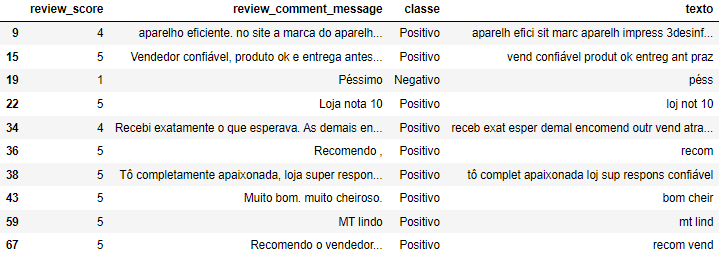 review_score review_comment_message classe texto
9 4 aparelho eficiente. no site a marca do aparelh... Positivo aparelh efici sit marc aparelh impress 3desinf...
15 5 Vendedor confiável, produto ok e entrega antes... Positivo vend confiável produt ok entreg ant praz
19 1 Péssimo Negativo péss
22 5 Loja nota 10 Positivo loj not 10
34 4 Recebi exatamente o que esperava. As demais en... Positivo receb exat esper demal encomend outr vend atra...
36 5 Recomendo , Positivo recom
38 5 Tô completamente apaixonada, loja super respon... Positivo tô complet apaixonada loj sup respons confiável
43 5 Muito bom. muito cheiroso. Positivo bom cheir
59 5 MT lindo Positivo mt lind
67 5 Recomendo o vendedor... Positivo recom vend